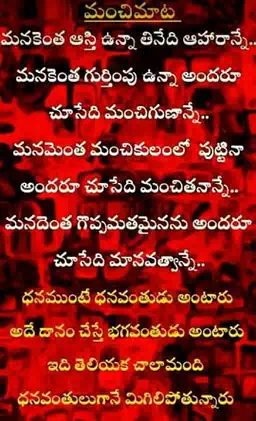 మంచిమాట
మనకెంత ఆస్తి ఉన్నా తినేది ఆహారాన్నే..
మనకెంత గుర్తింపు ఉన్నా అందరూ
చూసేది మంచిగుణాన్నే..
మనమెంత మంచికులంలో పుట్టినా
అందరూ చూసేది మంచితనాన్నే..
మనదెంత గొప్పమతమైనను అందరూ
చూసేది మానవత్వాన్నే..
ధనముంటే ధనవంతుడు అంటారు
అదే దానం చేస్తే భగవంతుడు అంటారు
ఇది తెలియక చాలామంది
ధనవంతులుగానే మిగిలిపోతున్నారు